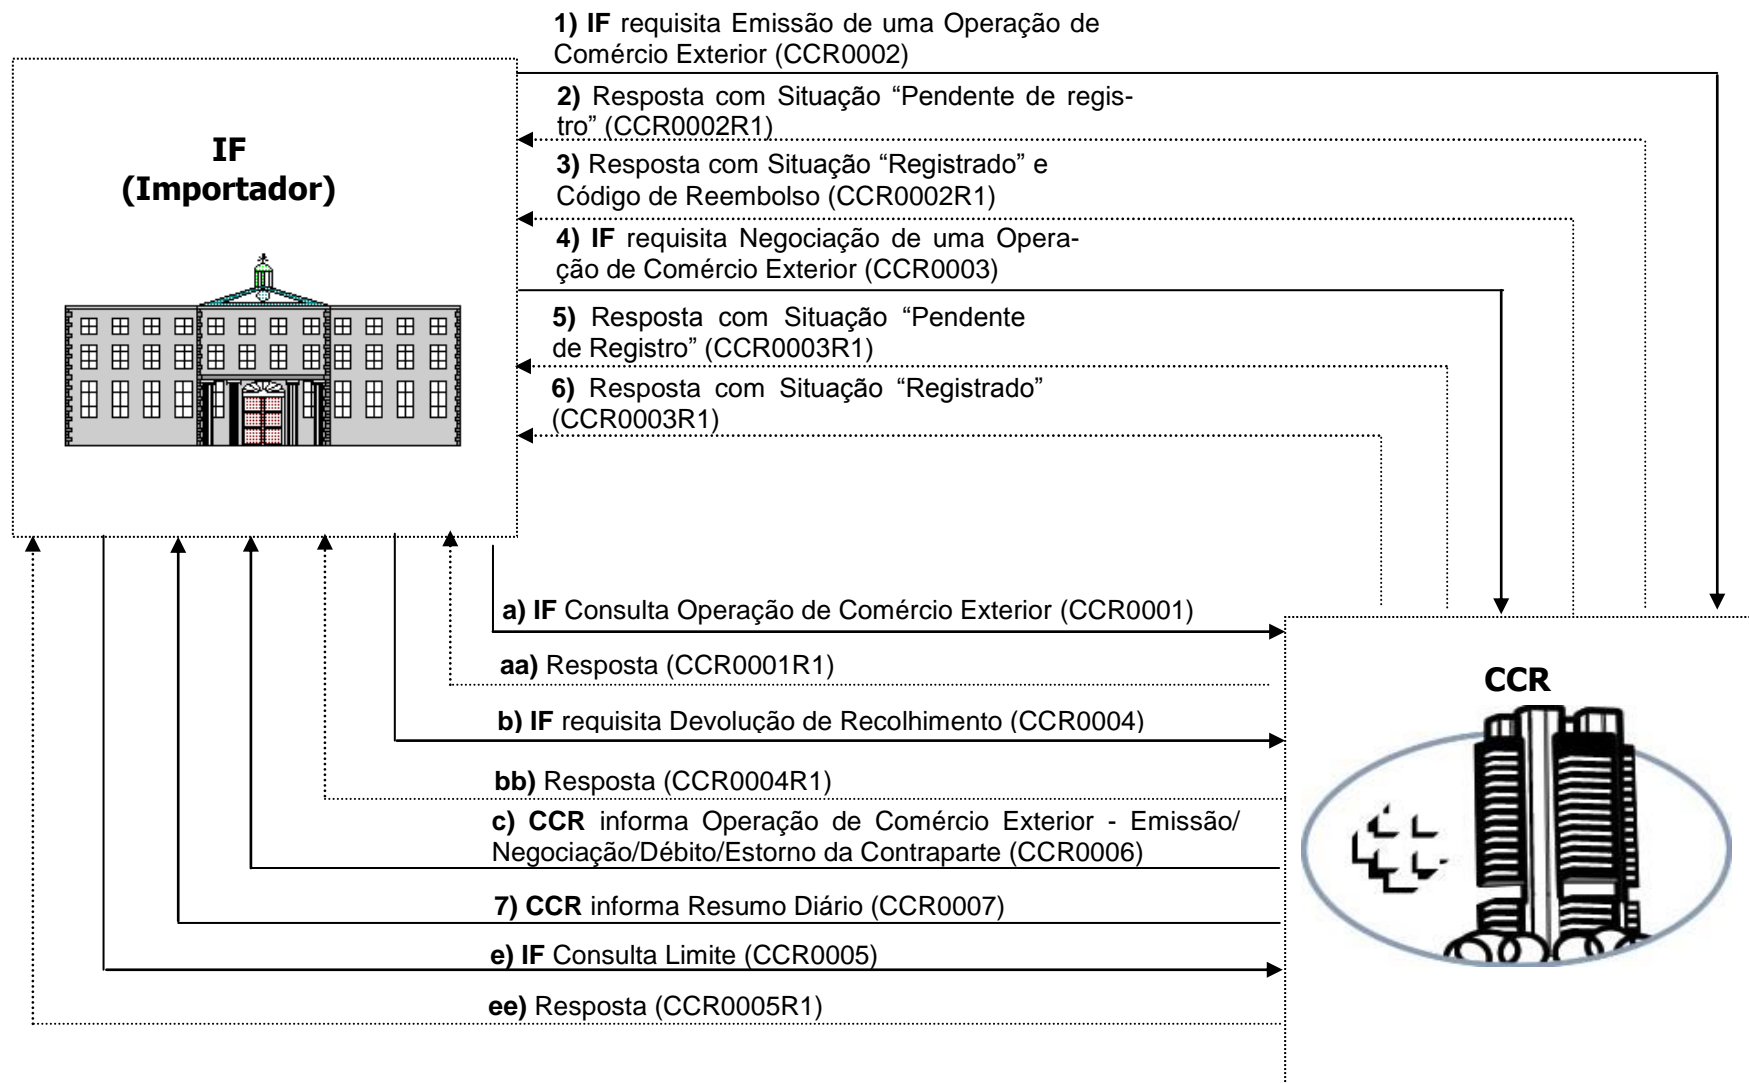 1) IF requisita Emissão de uma Operação de
Comércio Exterior (CCR0002)
2) Resposta com Situação “Pendente de regis-
tro” (CCR0002R1)
IF
(Importador)
3) Resposta com Situação “Registrado” e
Código de Reembolso (CCR0002R1)
4) IF requisita Negociação de uma Opera-
ção de Comércio Exterior (CCR0003)
5) Resposta com Situação “Pendente
de Registro” (CCR0003R1)
6) Resposta com Situação “Registrado”
(CCR0003R1)
a) IF Consulta Operação de Comércio Exterior (CCR0001)
aa) Resposta (CCR0001R1)
CCR
b) IF requisita Devolução de Recolhimento (CCR0004)
bb) Resposta (CCR0004R1)
c) CCR informa Operação de Comércio Exterior - Emissão/
Negociação/Débito/Estorno da Contraparte (CCR0006)
7) CCR informa Resumo Diário (CCR0007)
e) IF Consulta Limite (CCR0005)
ee) Resposta (CCR0005R1)